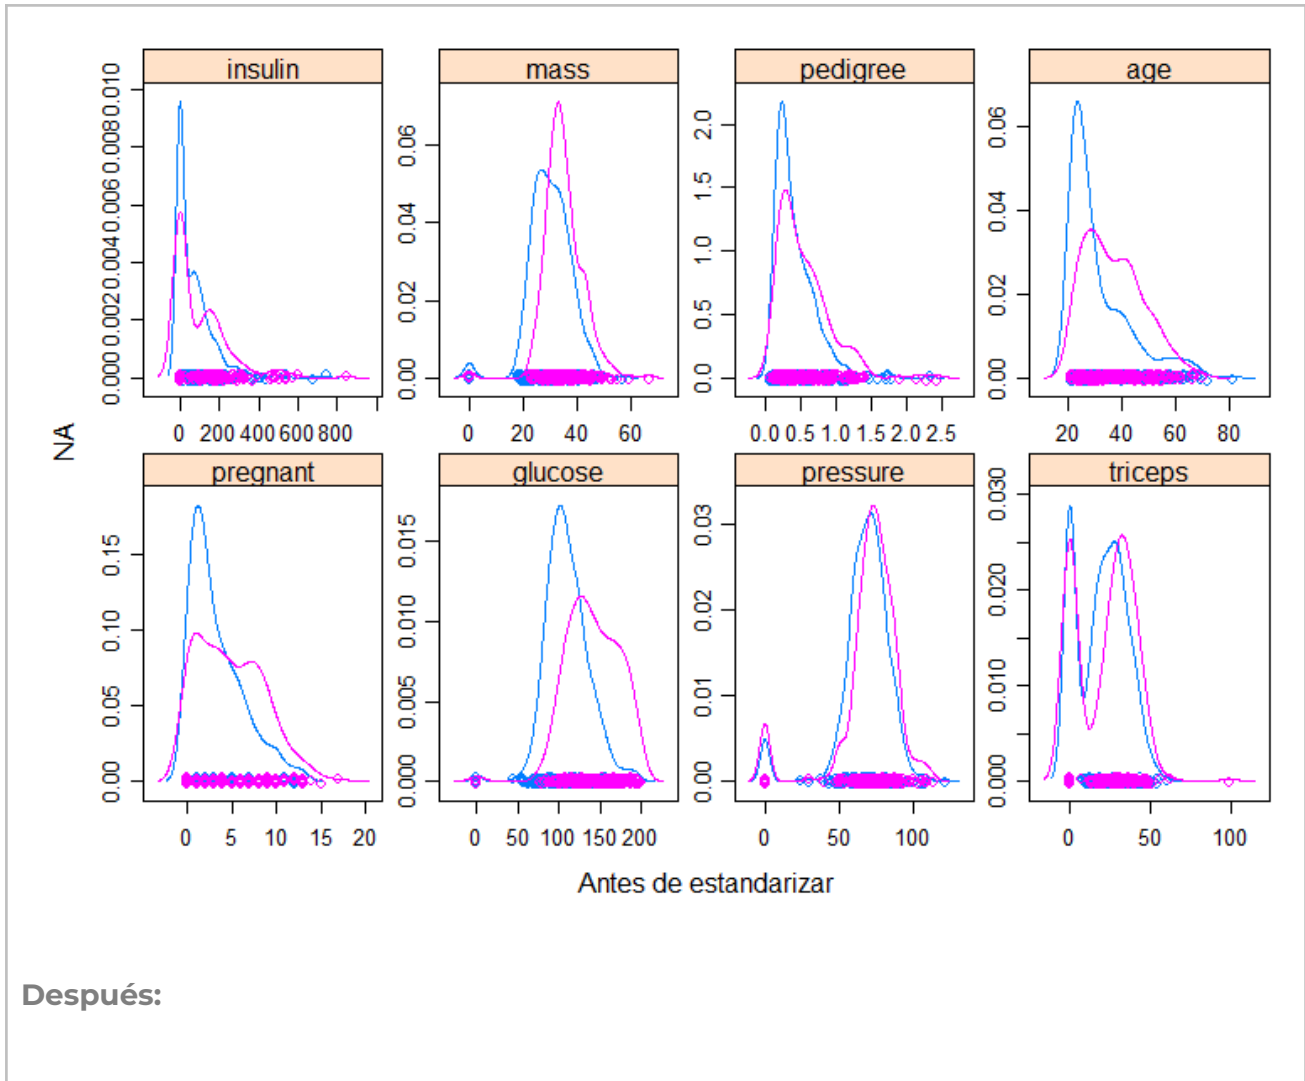 insulin
mass
pedigree
age
0.000 0.002 0.004 0.006 0.008 0.010
0.00 0.02 0.04 0.06
0.0 0.5 1.0 1.5 2.0
0.00 0.02 0.04 0.06
0 200 400 600 800
0 20 40 60
0.0 0.5 1.0 1.5 2.0 2.5
20 40 60 80
NA
pregnant
glucose
pressure
triceps
0.00 0.05 0.10 0.15
0.000 0.005 0.010 0.015
0.00 0.01 0.02 0.03
0.000 0.010 0.020 0.030
0 5 10 15 20
0 50 100 150 200
0 50 100
0 50 100
Antes de estandarizar
Después: